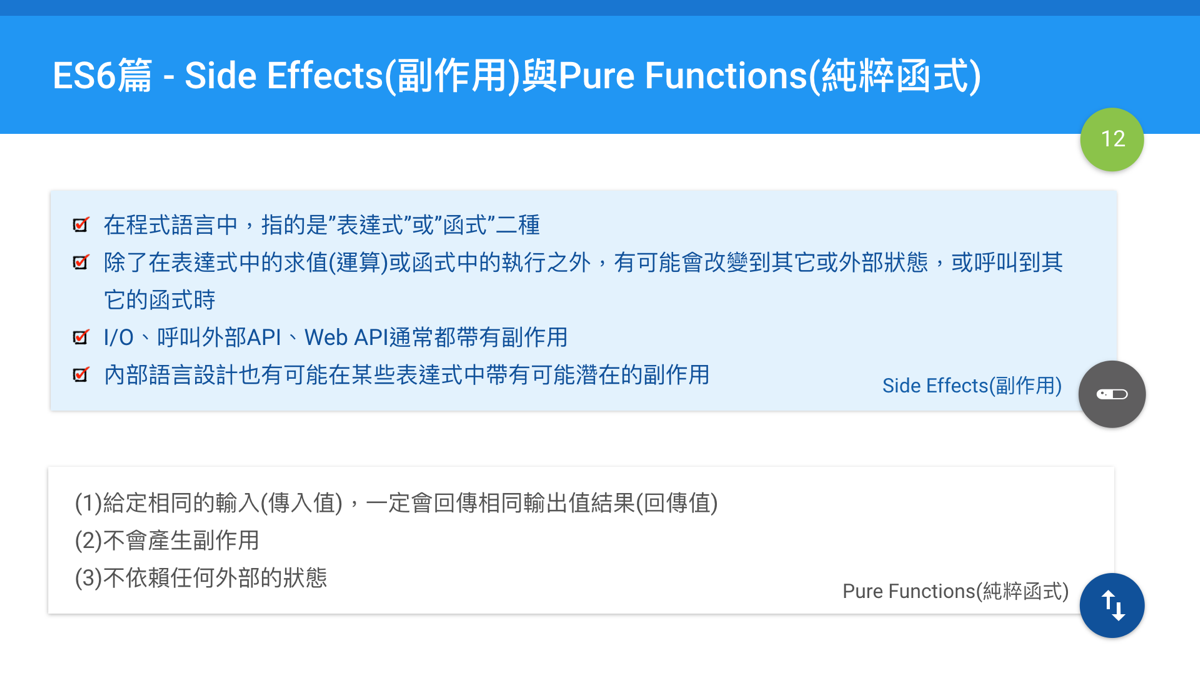 ES6篇 - Side Effects(副作用)與Pure Functions(純粹函式)
12
在程式語言中，指的是”表達式”或”函式”二種
除了在表達式中的求值(運算)或函式中的執行之外，有可能會改變到其它或外部狀態，或呼叫到其
它的函式時
I/O、呼叫外部API、Web API通常都帶有副作用
內部語言設計也有可能在某些表達式中帶有可能潛在的副作用
Side Effects(副作用)
(1)給定相同的輸入(傳入值)，一定會回傳相同輸出值結果(回傳值)
(2)不會產生副作用
(3)不依賴任何外部的狀態
Pure Functions(純粹函式)